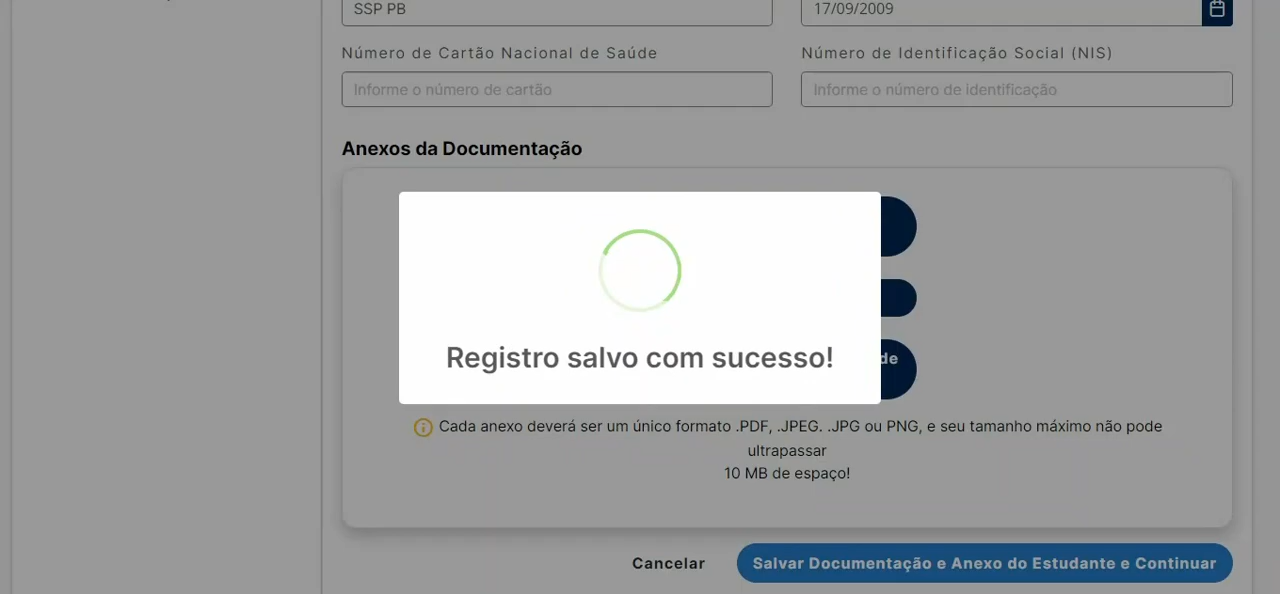 SSP PB
17/09/2009
Número de Cartão Nacional de Saúde
Número de Identificação Social (NIS)
Informe o número de cartão
Informe o número de identificação
Anexos da Documentação
Registro salvo com sucesso!
de
Cada anexo deverá ser um único formato .PDF, .JPEG. .JPG ou PNG, e seu tamanho máximo não pode
ultrapassar
10 MB de espaço!
Cancelar
Salvar Documentação e Anexo do Estudante e Continuar